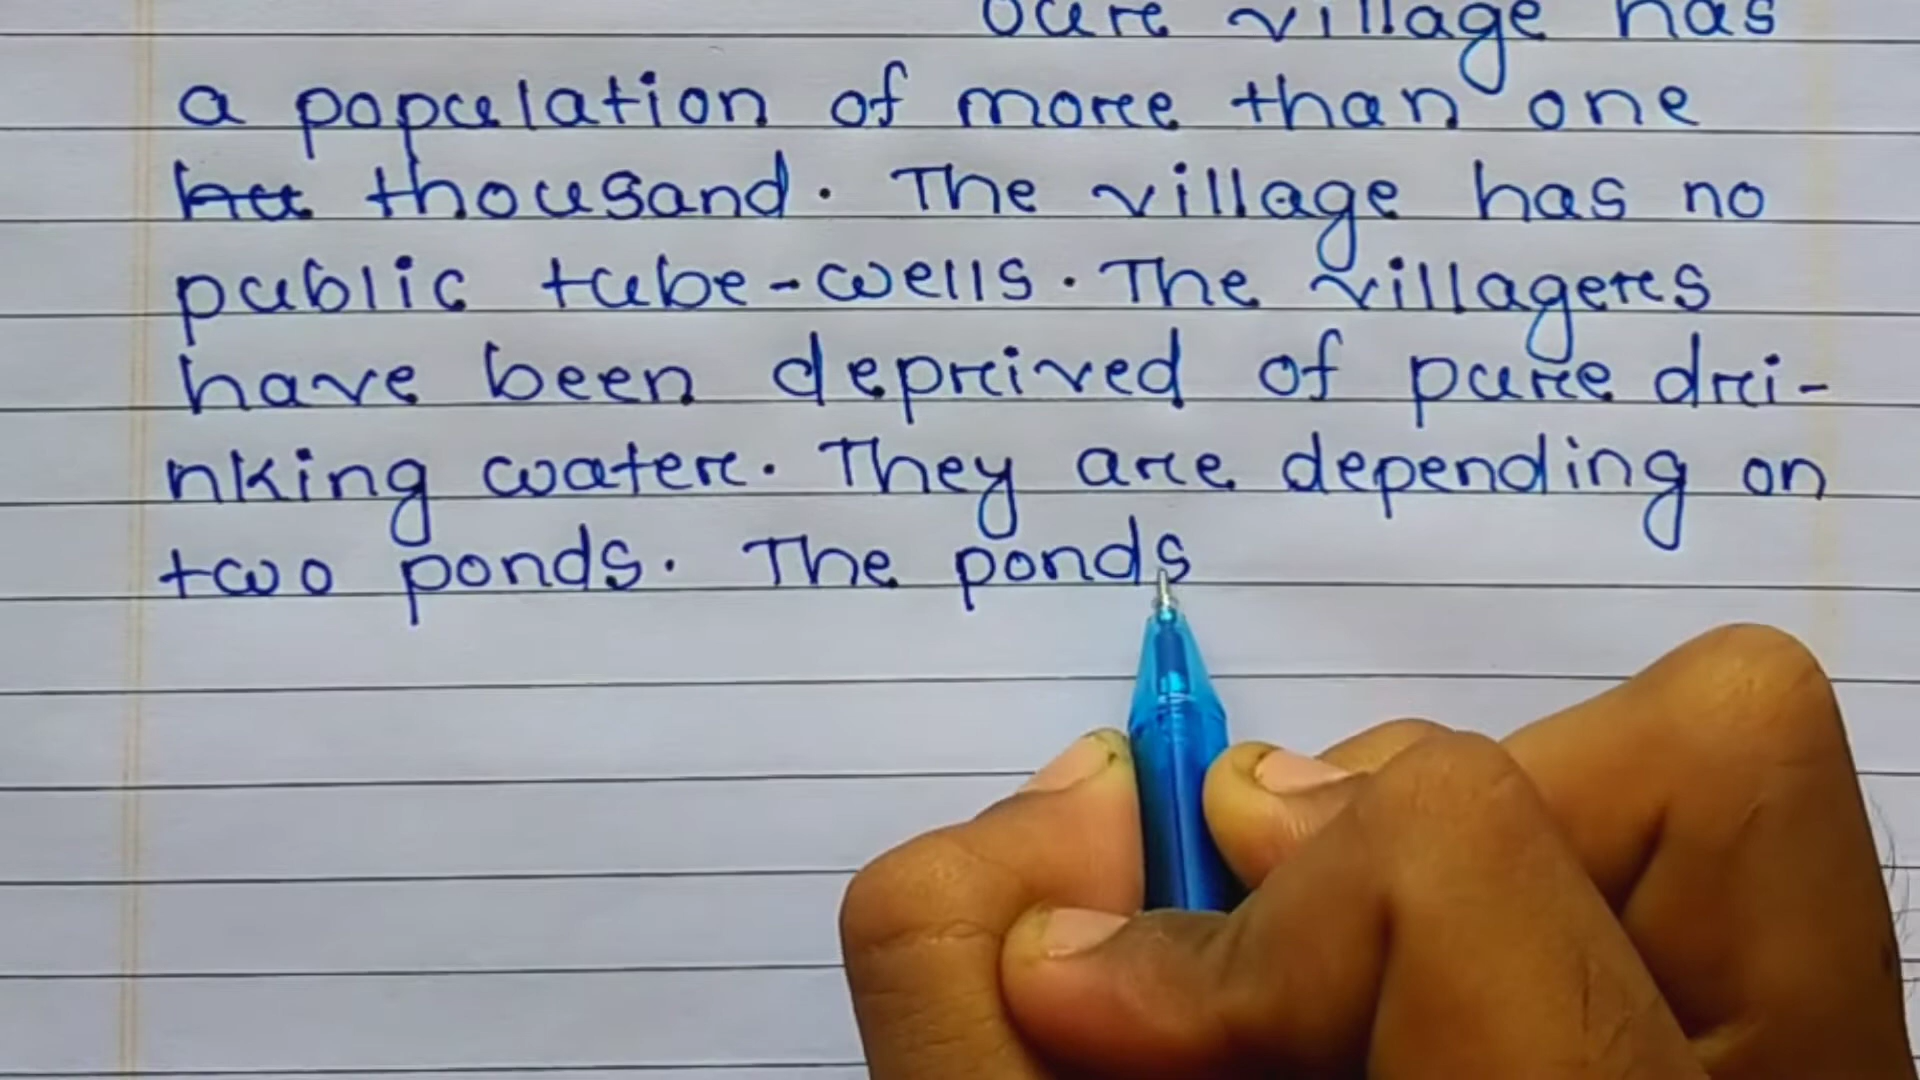 Our village has
a population of more than one
thousand. The village has no
public tube-wells. The villagers
have been deprived of pure dri-
nking water. They are depending on
two ponds. The ponds